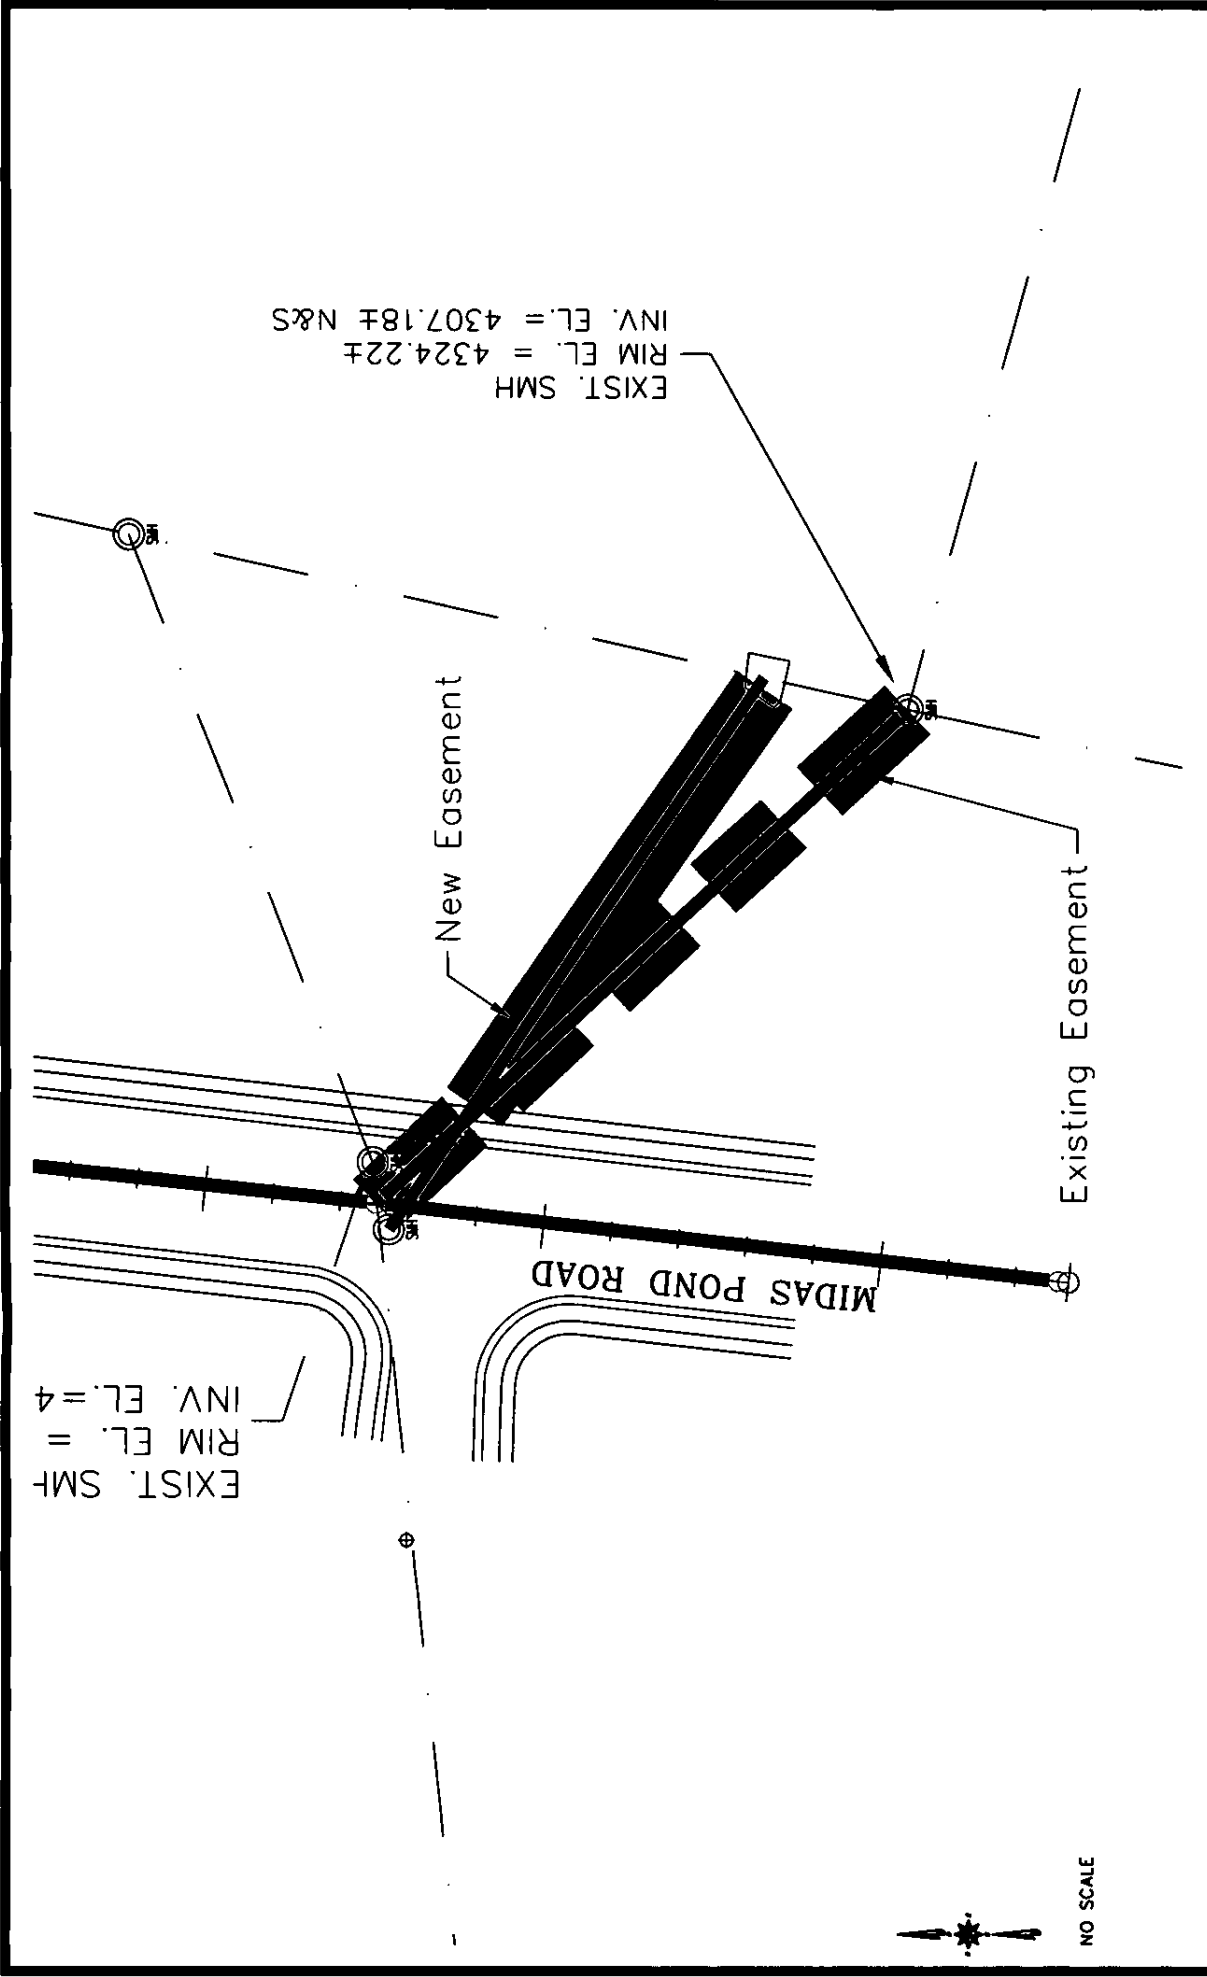 EXIST. SMH
RIM EL. = 4324.22±
INV. EL.= 4307.18± N&S
New Easement
Existing Easement
MIDAS POND ROAD
EXIST. SMH
RIM EL. =
INV. EL.=4
NO SCALE